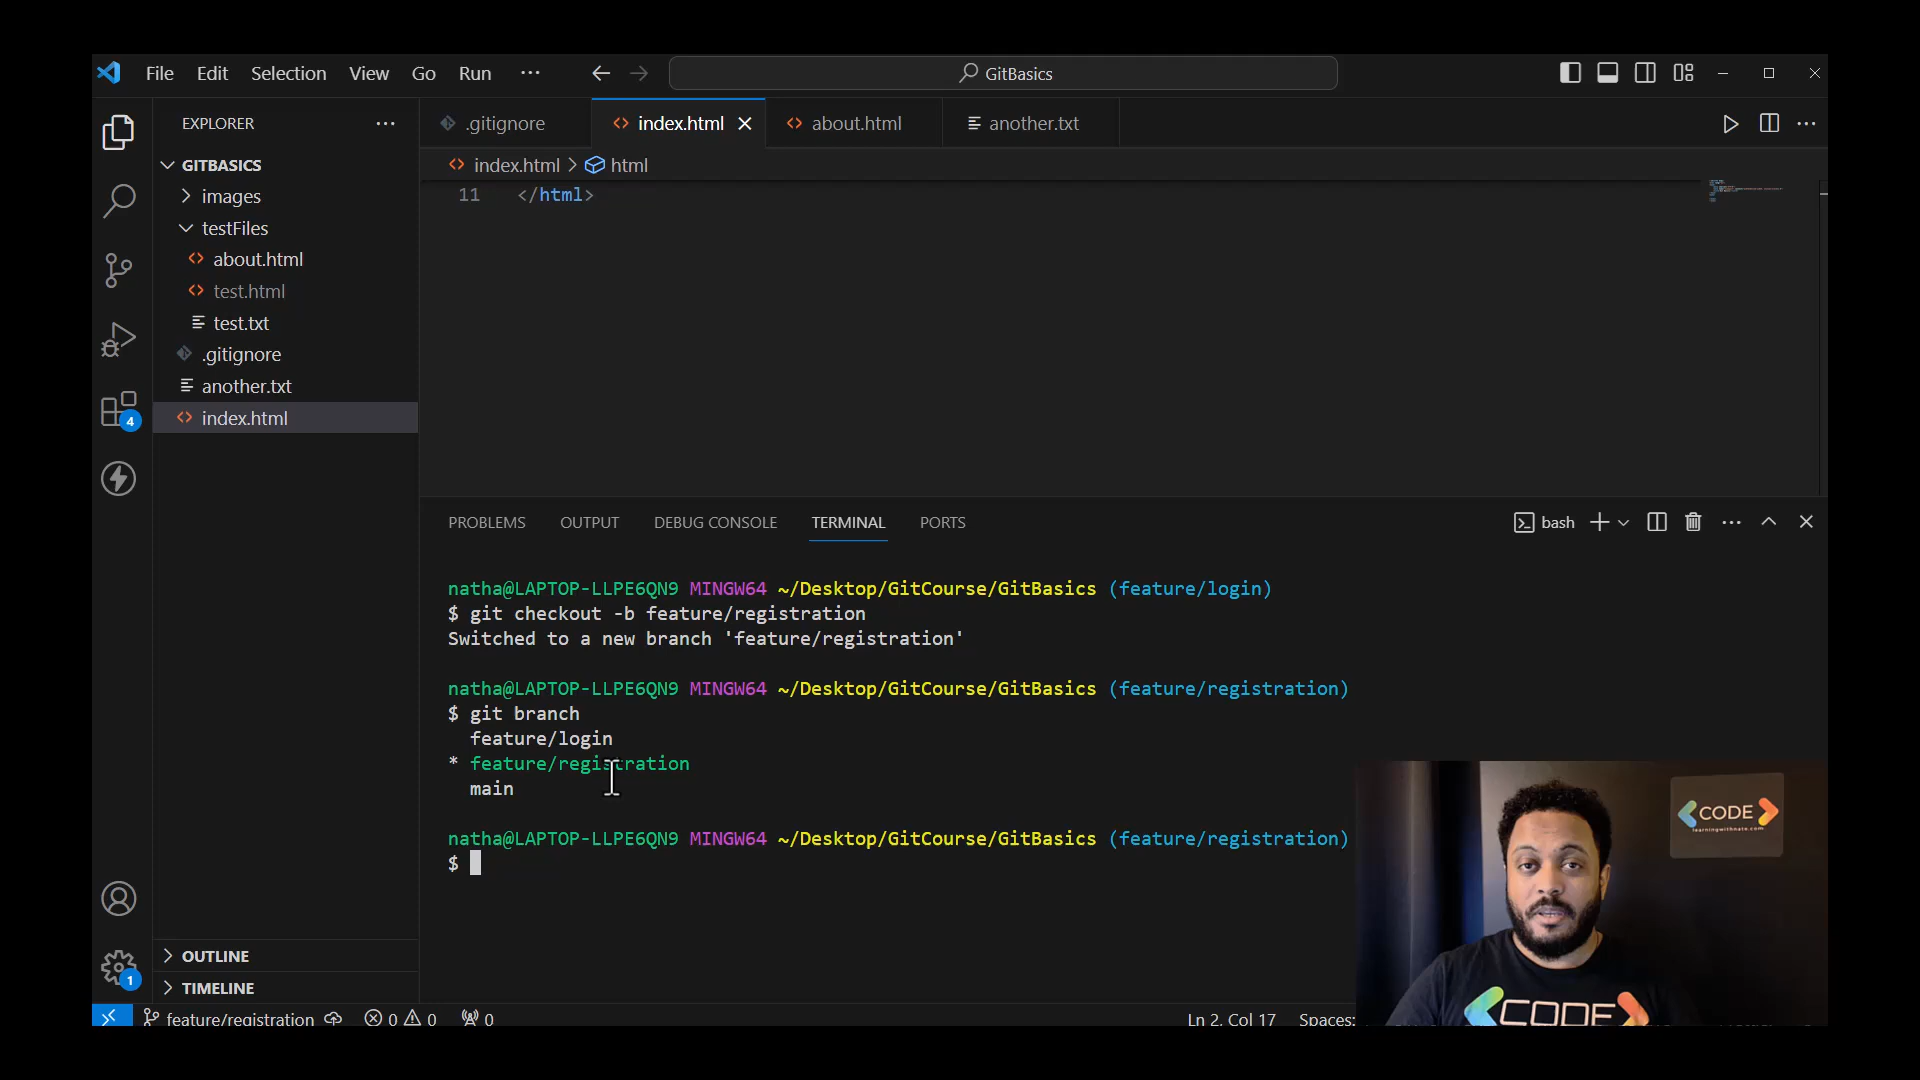 File Edit Selection View Go Run ···
GitBasics
EXPLORER ···
GITBASICS
images
testFiles
about.html
test.html
test.txt
.gitignore
another.txt
index.html
OUTLINE
TIMELINE
4
1
.gitignore index.html about.html another.txt
index.html > html
11 </html>
PROBLEMS OUTPUT DEBUG CONSOLE TERMINAL PORTS
bash
natha@LAPTOP-LLPE6QN9 MINGW64 ~/Desktop/GitCourse/GitBasics (feature/login)
$ git checkout -b feature/registration
Switched to a new branch 'feature/registration'
natha@LAPTOP-LLPE6QN9 MINGW64 ~/Desktop/GitCourse/GitBasics (feature/registration)
$ git branch
feature/login
* feature/registration
main
natha@LAPTOP-LLPE6QN9 MINGW64 ~/Desktop/GitCourse/GitBasics (feature/registration)
$
CODE
learningwithnate.com
CODE
feature/registration 0 0 0 Ln 2, Col 17 Spaces: